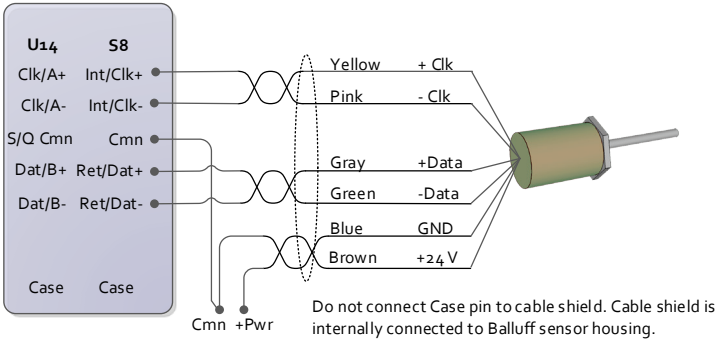 U14 S8
Clk/A+ Int/Clk+ Yellow + Clk
Clk/A- Int/Clk- Pink - Clk
S/Q Cmn Cmn
Dat/B+ Ret/Dat+ Gray +Data
Dat/B- Ret/Dat- Green -Data
Blue GND
Brown +24 V
Case Case
Cmn +Pwr
Do not connect Case pin to cable shield. Cable shield is
internally connected to Balluff sensor housing.